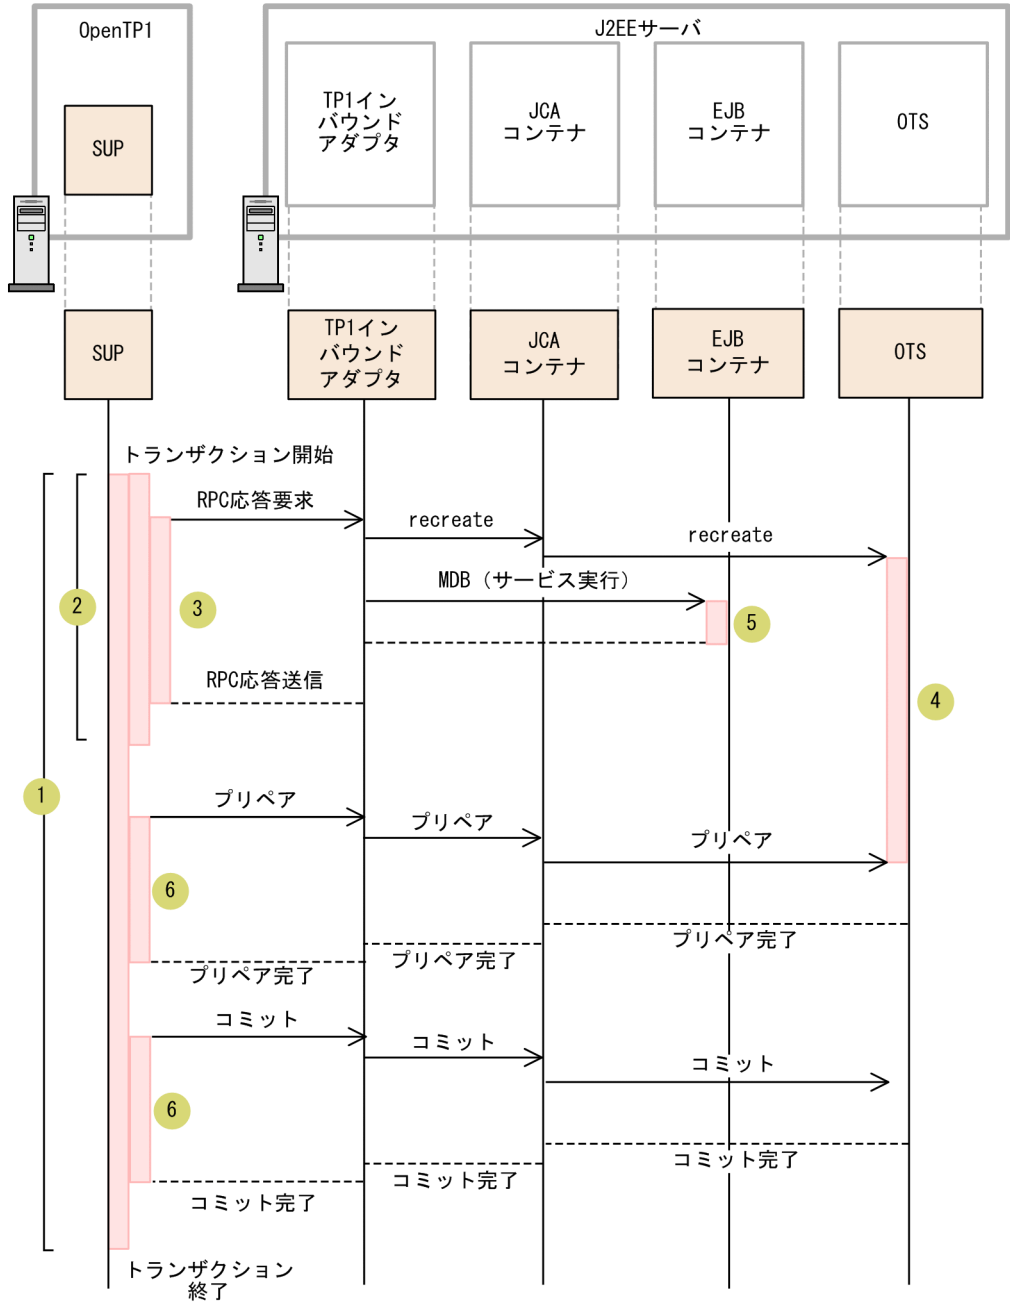 OpenTP1
J2EEサーバ
SUP
TP1イン
バウンド
アダプタ
JCA
コンテナ
EJB
コンテナ
OTS
SUP
TP1イン
バウンド
アダプタ
JCA
コンテナ
EJB
コンテナ
OTS
トランザクション開始
RPC応答要求
recreate
recreate
MDB（サービス実行）
2
3
5
RPC応答送信
4
1
プリペア
プリペア
プリペア
6
プリペア完了
プリペア完了
プリペア完了
コミット
コミット
コミット
6
コミット完了
コミット完了
コミット完了
トランザクション
終了